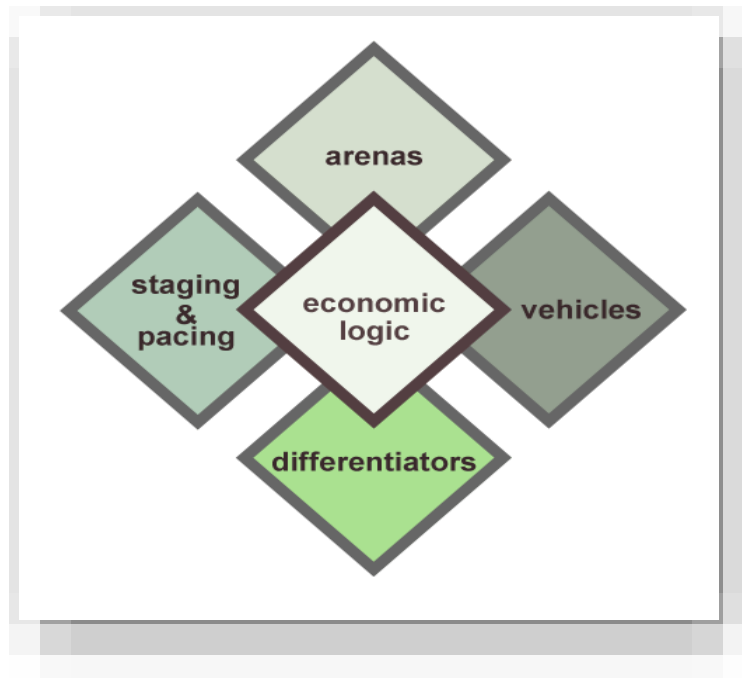 arenas
staging
&
pacing
economic
logic
vehicles
differentiators